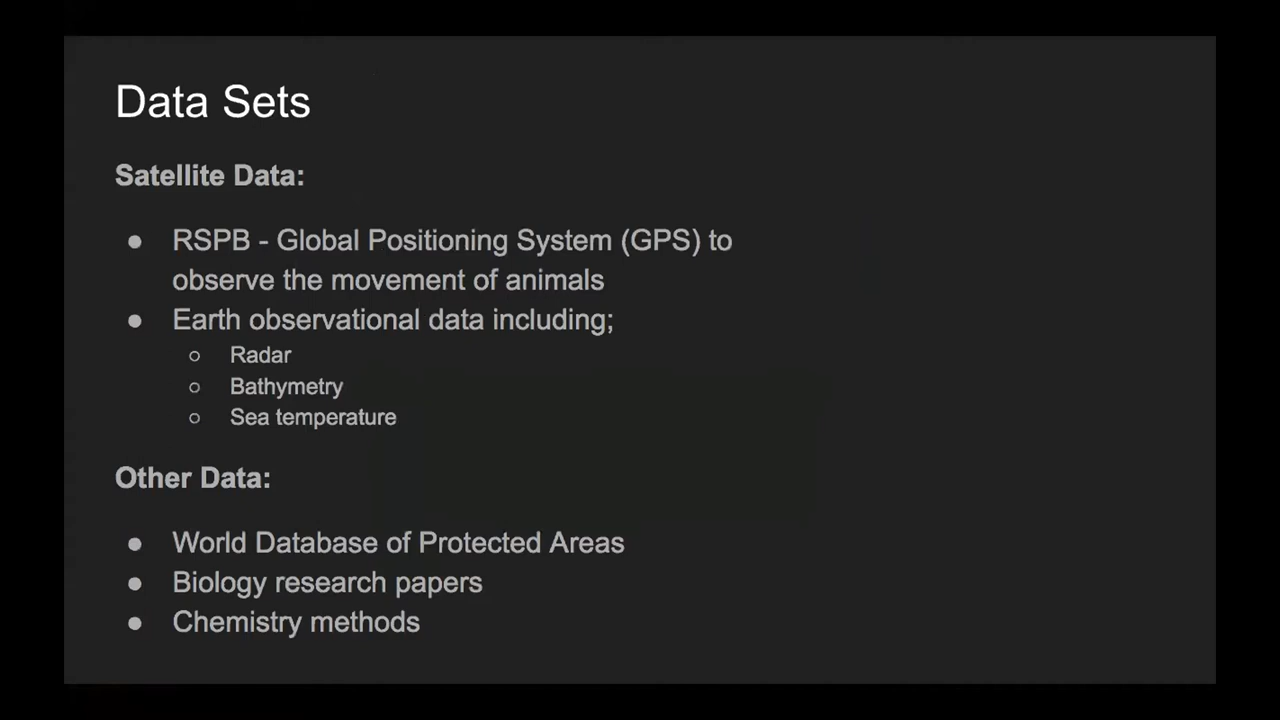 Data Sets
Satellite Data:
● RSPB - Global Positioning System (GPS) to
observe the movement of animals
● Earth observational data including;
○ Radar
○ Bathymetry
○ Sea temperature
Other Data:
● World Database of Protected Areas
● Biology research papers
● Chemistry methods